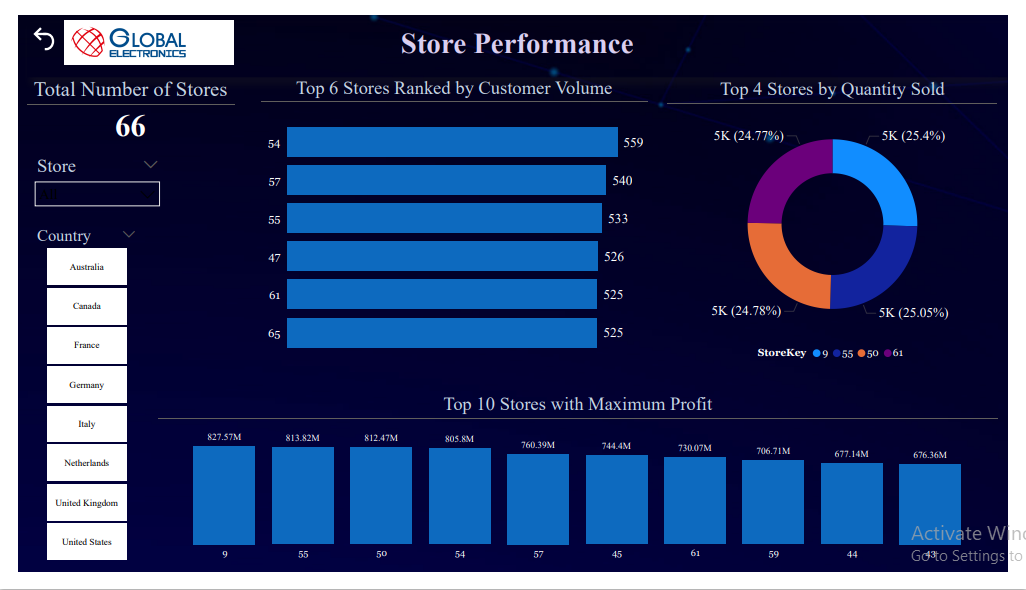 GLOBAL
ELECTRONICS
Store Performance
Total Number of Stores
66
Store
Country
Australia
Canada
France
Germany
Italy
Netherlands
United Kingdom
United States
Top 6 Stores Ranked by Customer Volume
54 559
57 540
55 533
47 526
61 525
65 525
Top 4 Stores by Quantity Sold
5K (24.77%) 5K (25.4%)
5K (24.78%) 5K (25.05%)
StoreKey 9 55 50 61
Top 10 Stores with Maximum Profit
827.57M 813.82M 812.47M 805.8M 760.39M 744.4M 730.07M 706.71M 677.14M 676.36M
9 55 50 54 57 45 61 59 44 43
Activate Win
Go to Settings to